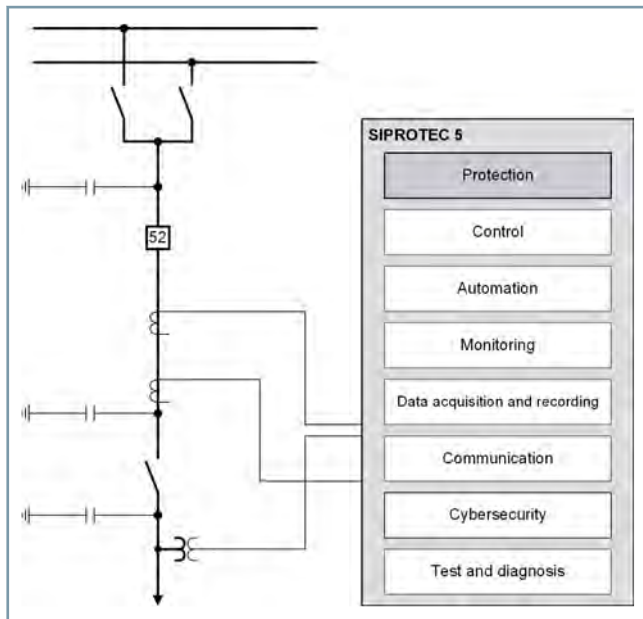 SIPROTEC 5
Protection
Control
52
Automation
Monitoring
Data acquisition and recording
Communication
Cybersecurity
Test and diagnosis